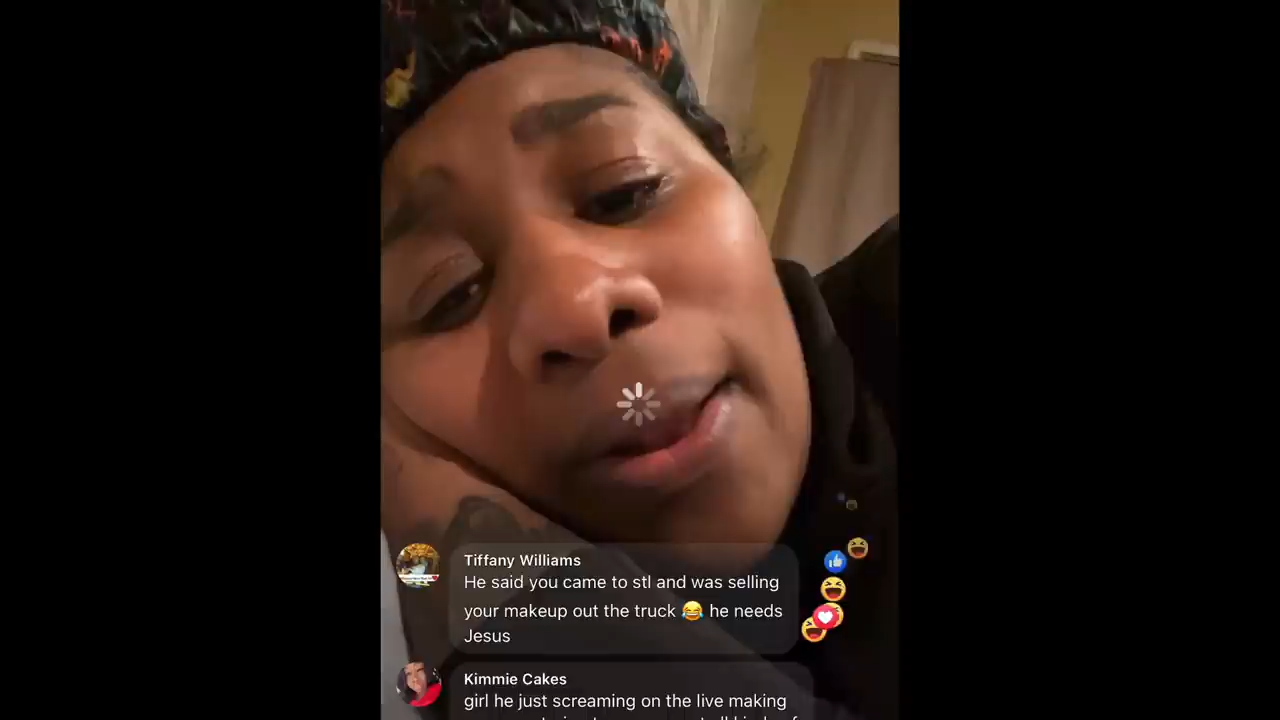 Tiffany Williams
He said you came to stl and was selling
your makeup out the truck 😂 he needs
Jesus
Kimmie Cakes
girl he just screaming on the live making